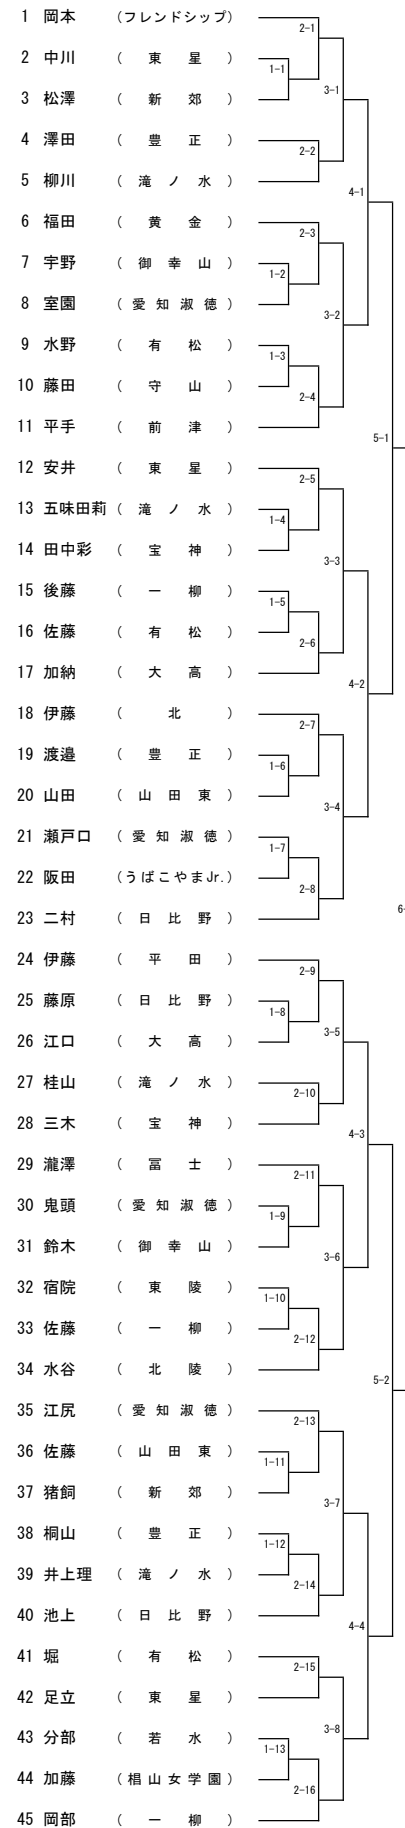 1 岡本 (フレンドシップ)
2-1
2 中川 ( 東 星 )
1-1
3 松澤 ( 新 郊 )
3-1
4 澤田 ( 豊 正 )
2-2
5 柳川 ( 滝 ノ 水 )
4-1
6 福田 ( 黄 金 )
2-3
7 宇野 ( 御 幸 山 )
1-2
8 室園 ( 愛 知 淑 徳 )
3-2
9 水野 ( 有 松 )
1-3
10 藤田 ( 守 山 )
2-4
11 平手 ( 前 津 )
5-1
12 安井 ( 東 星 )
2-5
13 五味田莉 ( 滝 ノ 水 )
1-4
14 田中彩 ( 宝 神 )
3-3
15 後藤 ( 一 柳 )
1-5
16 佐藤 ( 有 松 )
2-6
17 加納 ( 大 高 )
4-2
18 伊藤 ( 北 )
2-7
19 渡邉 ( 豊 正 )
1-6
20 山田 ( 山 田 東 )
3-4
21 瀬戸口 ( 愛 知 淑 徳 )
1-7
22 阪田 (うばこやまJr.)
2-8
23 二村 ( 日 比 野 )
6-
24 伊藤 ( 平 田 )
2-9
25 藤原 ( 日 比 野 )
1-8
26 江口 ( 大 高 )
3-5
27 桂山 ( 滝 ノ 水 )
2-10
28 三木 ( 宝 神 )
4-3
29 瀧澤 ( 冨 士 )
2-11
30 鬼頭 ( 愛 知 淑 徳 )
1-9
31 鈴木 ( 御 幸 山 )
3-6
32 宿院 ( 東 陵 )
1-10
33 佐藤 ( 一 柳 )
2-12
34 水谷 ( 北 陵 )
5-2
35 江尻 ( 愛 知 淑 徳 )
2-13
36 佐藤 ( 山 田 東 )
1-11
37 猪飼 ( 新 郊 )
3-7
38 桐山 ( 豊 正 )
1-12
39 井上理 ( 滝 ノ 水 )
2-14
40 池上 ( 日 比 野 )
4-4
41 堀 ( 有 松 )
2-15
42 足立 ( 東 星 )
3-8
43 分部 ( 若 水 )
1-13
44 加藤 ( 椙 山 女 学 園 )
2-16
45 岡部 ( 一 柳 )